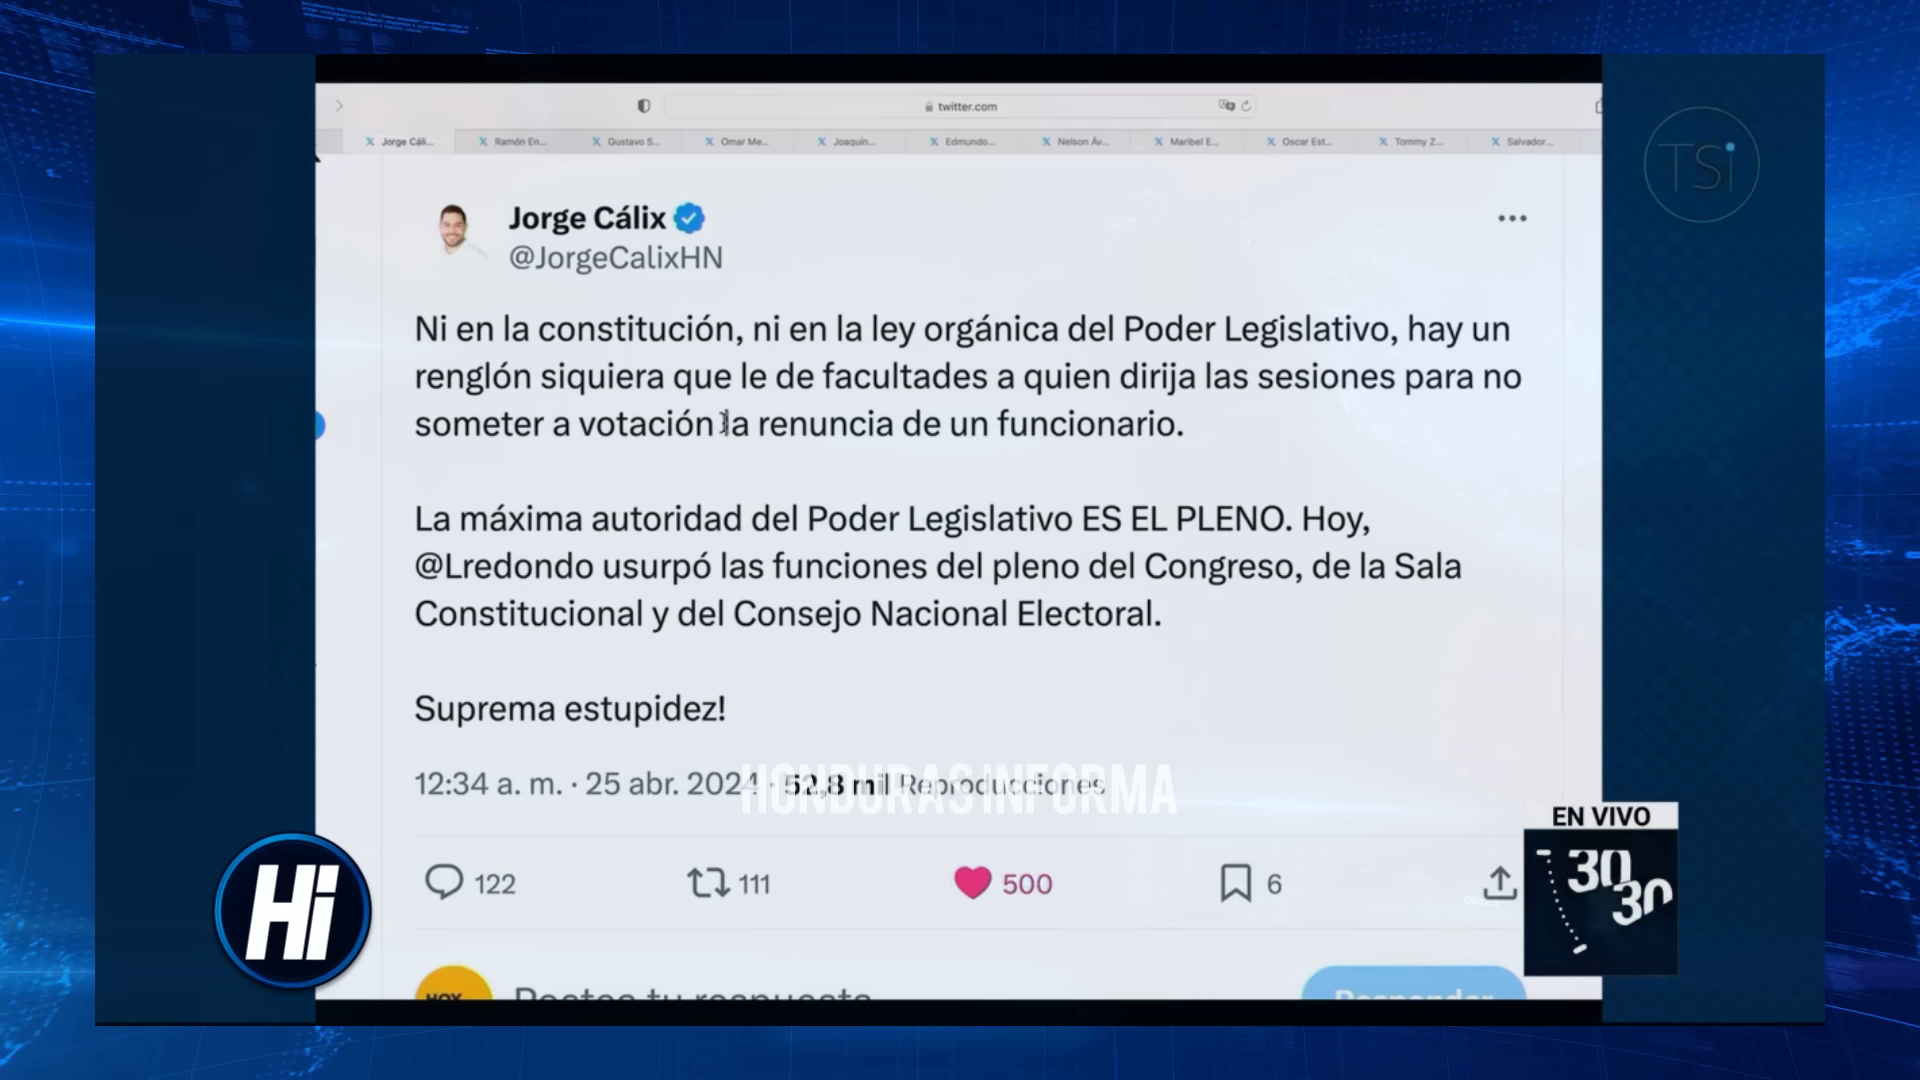 twitter.com
Jorge Cáli...
Ramón En...
Gustavo S...
Omar Me...
Joaquín...
Edmundo...
Nelson Áv...
Maribel E...
Oscar Est...
Tommy Z...
Salvador...
TSi
Jorge Cálix
@JorgeCalixHN
Ni en la constitución, ni en la ley orgánica del Poder Legislativo, hay un
renglón siquiera que le de facultades a quien dirija las sesiones para no
someter a votación la renuncia de un funcionario.
La máxima autoridad del Poder Legislativo ES EL PLENO. Hoy,
@Lredondo usurpó las funciones del pleno del Congreso, de la Sala
Constitucional y del Consejo Nacional Electoral.
Suprema estupidez!
12:34 a. m. · 25 abr. 2024 · 52,8 mil Reproducciones
HONDURAS INFORMA
122
111
500
6
EN VIVO
30
30
Hi
HOY
Postea tu respuesta
Responder